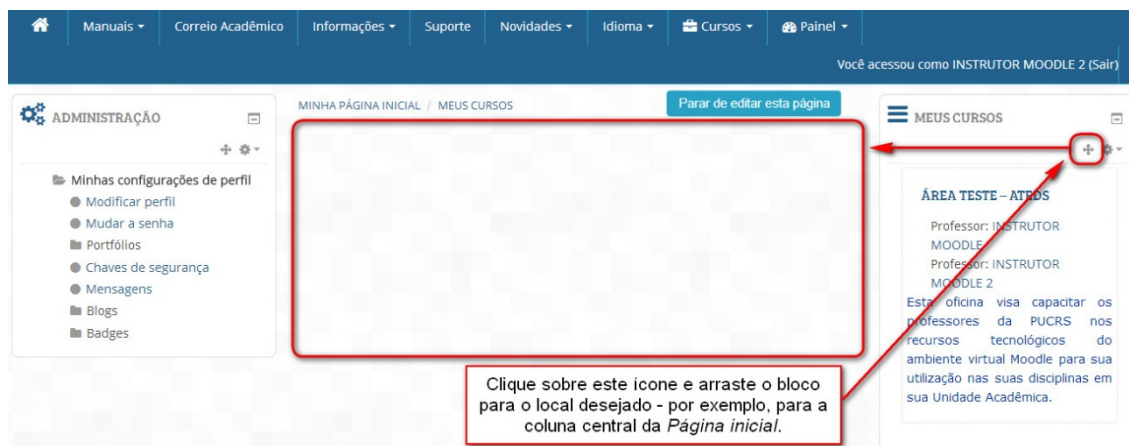 Manuais Correio Acadêmico Informações Suporte Novidades Idioma Cursos Painel
Você acessou como INSTRUTOR MOODLE 2 (Sair)
ADMINISTRAÇÃO
Minhas configurações de perfil
Modificar perfil
Mudar a senha
Portfólios
Chaves de segurança
Mensagens
Blogs
Badges
MINHA PÁGINA INICIAL / MEUS CURSOS
Parar de editar esta página
Clique sobre este ícone e arraste o bloco
para o local desejado - por exemplo, para a
coluna central da Página inicial.
MEUS CURSOS
ÁREA TESTE – ATEDS
Professor: INSTRUTOR
MOODLE
Professor: INSTRUTOR
MOODLE 2
Esta oficina visa capacitar os
professores da PUCRS nos
recursos tecnológicos do
ambiente virtual Moodle para sua
utilização nas suas disciplinas em
sua Unidade Acadêmica.